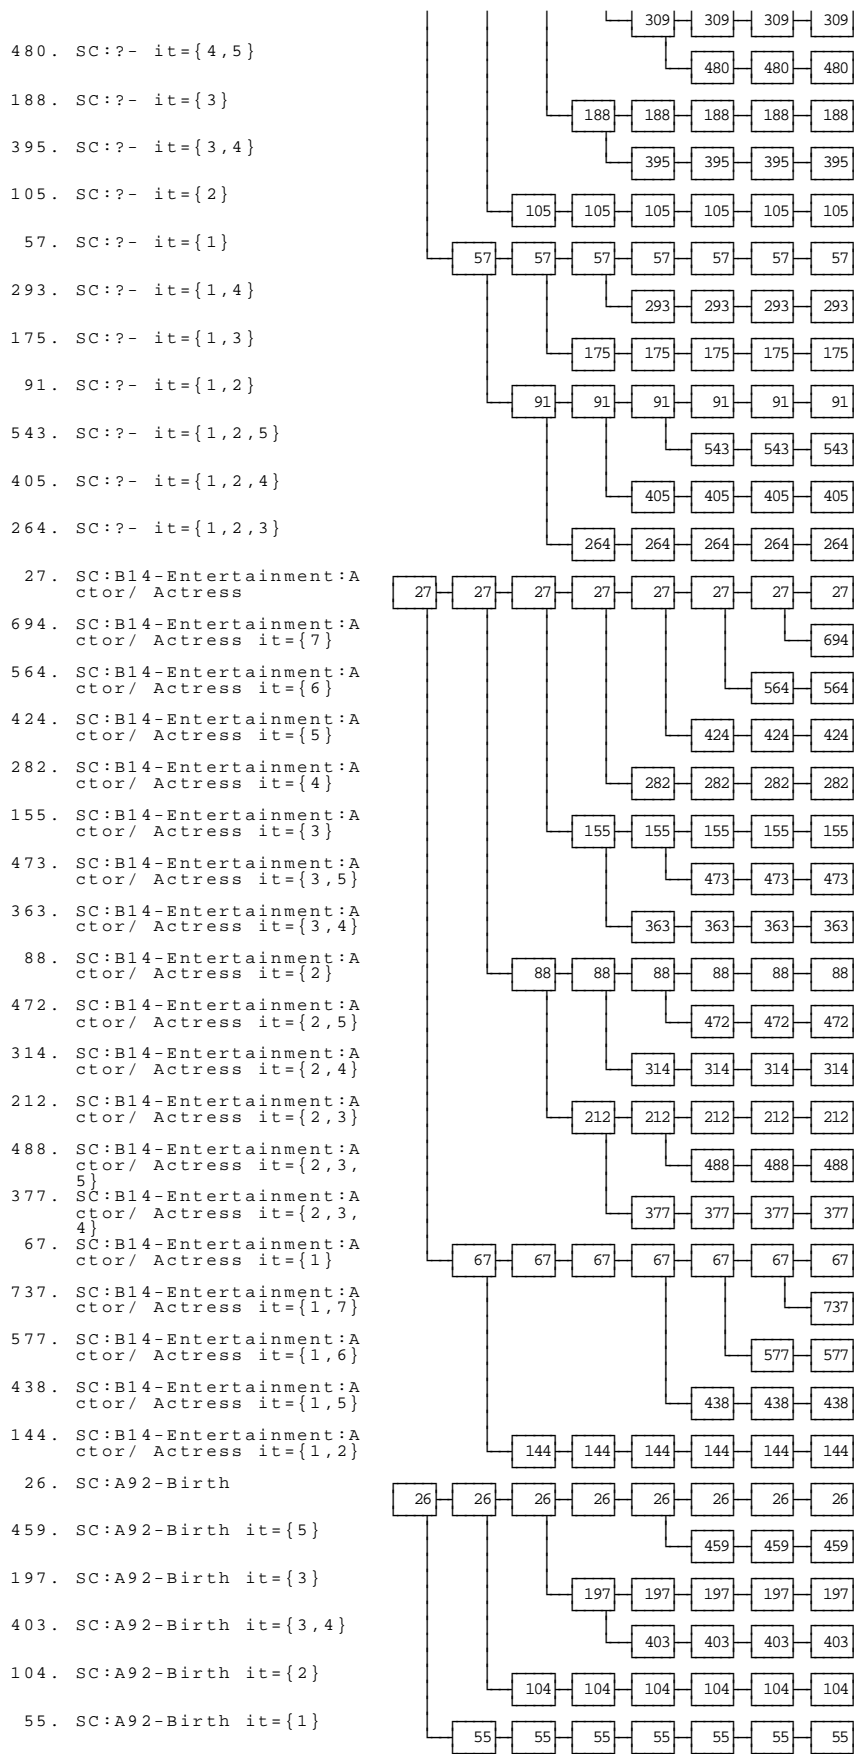 309 309 309 309
480. SC:?- it={4,5} 480 480 480
188. SC:?- it={3} 188 188 188 188 188
395. SC:?- it={3,4} 395 395 395 395
105. SC:?- it={2} 105 105 105 105 105 105
57. SC:?- it={1} 57 57 57 57 57 57 57
293. SC:?- it={1,4} 293 293 293 293
175. SC:?- it={1,3} 175 175 175 175 175
91. SC:?- it={1,2} 91 91 91 91 91 91
543. SC:?- it={1,2,5} 543 543 543
405. SC:?- it={1,2,4} 405 405 405 405
264. SC:?- it={1,2,3} 264 264 264 264 264
27. SC:B14-Entertainment:A 27 27 27 27 27 27 27 27
ctor/ Actress
694. SC:B14-Entertainment:A 694
ctor/ Actress it={7}
564. SC:B14-Entertainment:A 564 564
ctor/ Actress it={6}
424. SC:B14-Entertainment:A 424 424 424
ctor/ Actress it={5}
282. SC:B14-Entertainment:A 282 282 282 282
ctor/ Actress it={4}
155. SC:B14-Entertainment:A 155 155 155 155 155
ctor/ Actress it={3}
473. SC:B14-Entertainment:A 473 473 473
ctor/ Actress it={3,5}
363. SC:B14-Entertainment:A 363 363 363 363
ctor/ Actress it={3,4}
88. SC:B14-Entertainment:A 88 88 88 88 88 88
ctor/ Actress it={2}
472. SC:B14-Entertainment:A 472 472 472
ctor/ Actress it={2,5}
314. SC:B14-Entertainment:A 314 314 314 314
ctor/ Actress it={2,4}
212. SC:B14-Entertainment:A 212 212 212 212 212
ctor/ Actress it={2,3}
488. SC:B14-Entertainment:A 488 488 488
ctor/ Actress it={2,3,
5}
377. SC:B14-Entertainment:A 377 377 377 377
ctor/ Actress it={2,3,
4}
67. SC:B14-Entertainment:A 67 67 67 67 67 67 67
ctor/ Actress it={1}
737. SC:B14-Entertainment:A 737
ctor/ Actress it={1,7}
577. SC:B14-Entertainment:A 577 577
ctor/ Actress it={1,6}
438. SC:B14-Entertainment:A 438 438 438
ctor/ Actress it={1,5}
144. SC:B14-Entertainment:A 144 144 144 144 144 144
ctor/ Actress it={1,2}
26. SC:A92-Birth 26 26 26 26 26 26 26 26
459. SC:A92-Birth it={5} 459 459 459
197. SC:A92-Birth it={3} 197 197 197 197 197
403. SC:A92-Birth it={3,4} 403 403 403 403
104. SC:A92-Birth it={2} 104 104 104 104 104 104
55. SC:A92-Birth it={1} 55 55 55 55 55 55 55